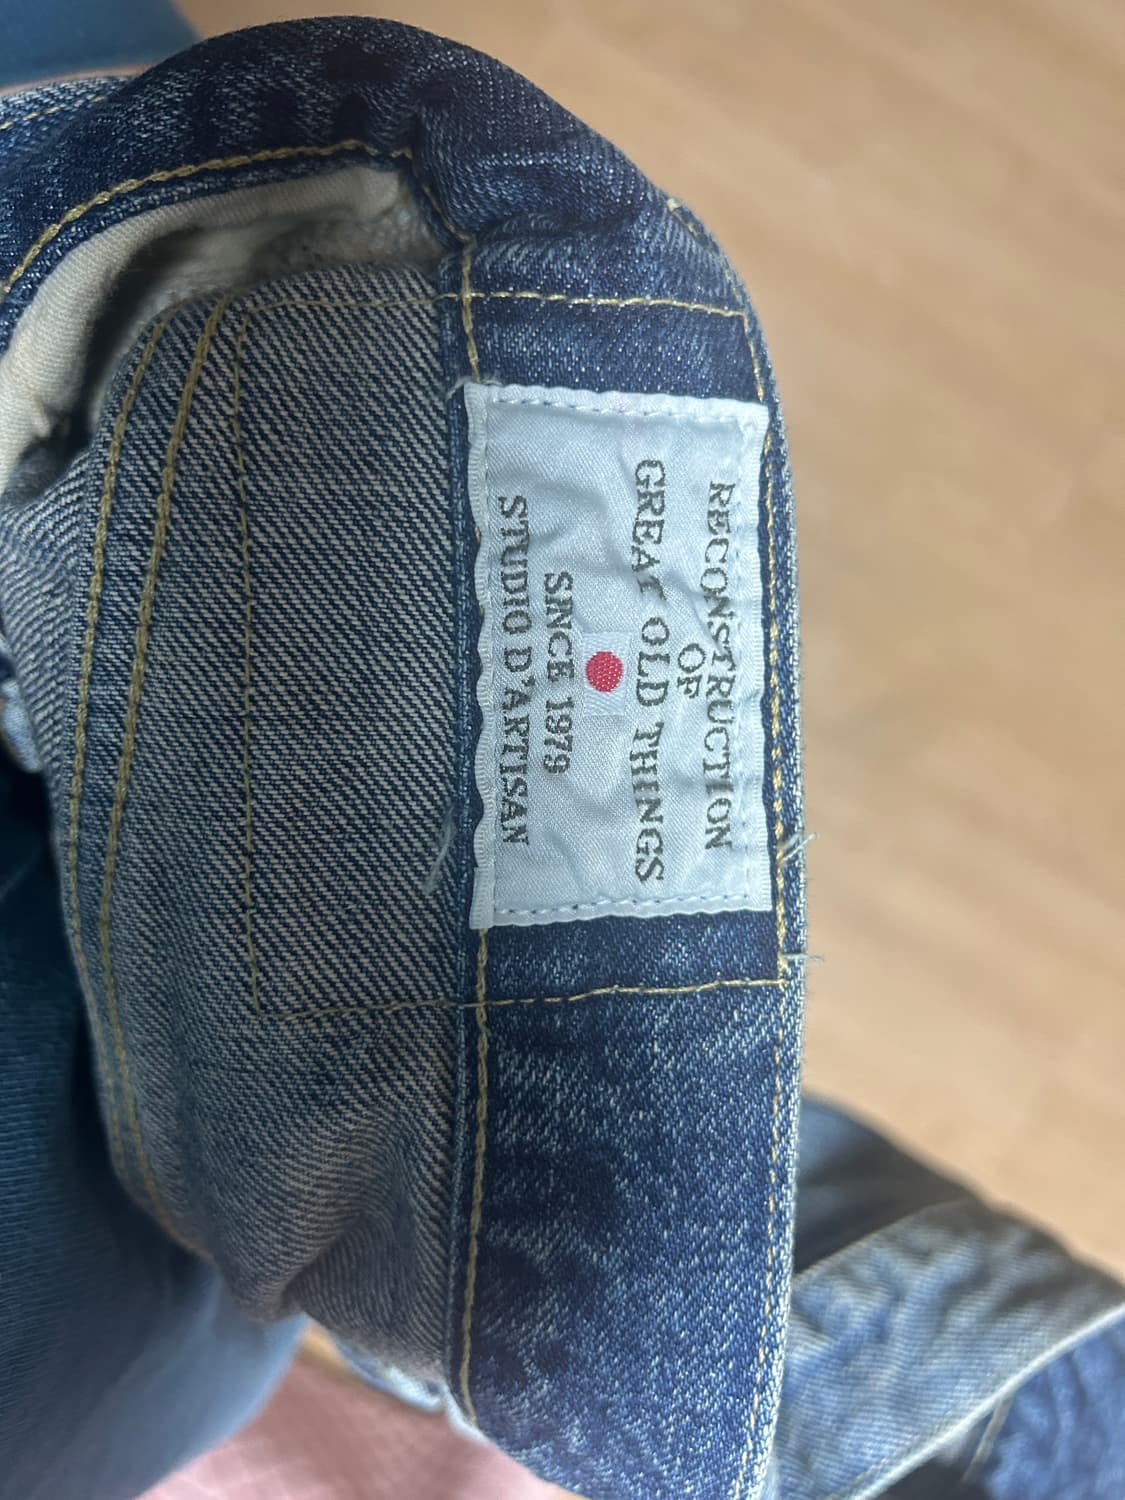 RECONSTRUCTION
OF
GREAT OLD THINGS
SINCE 1979
STUDIO D'ARTISAN